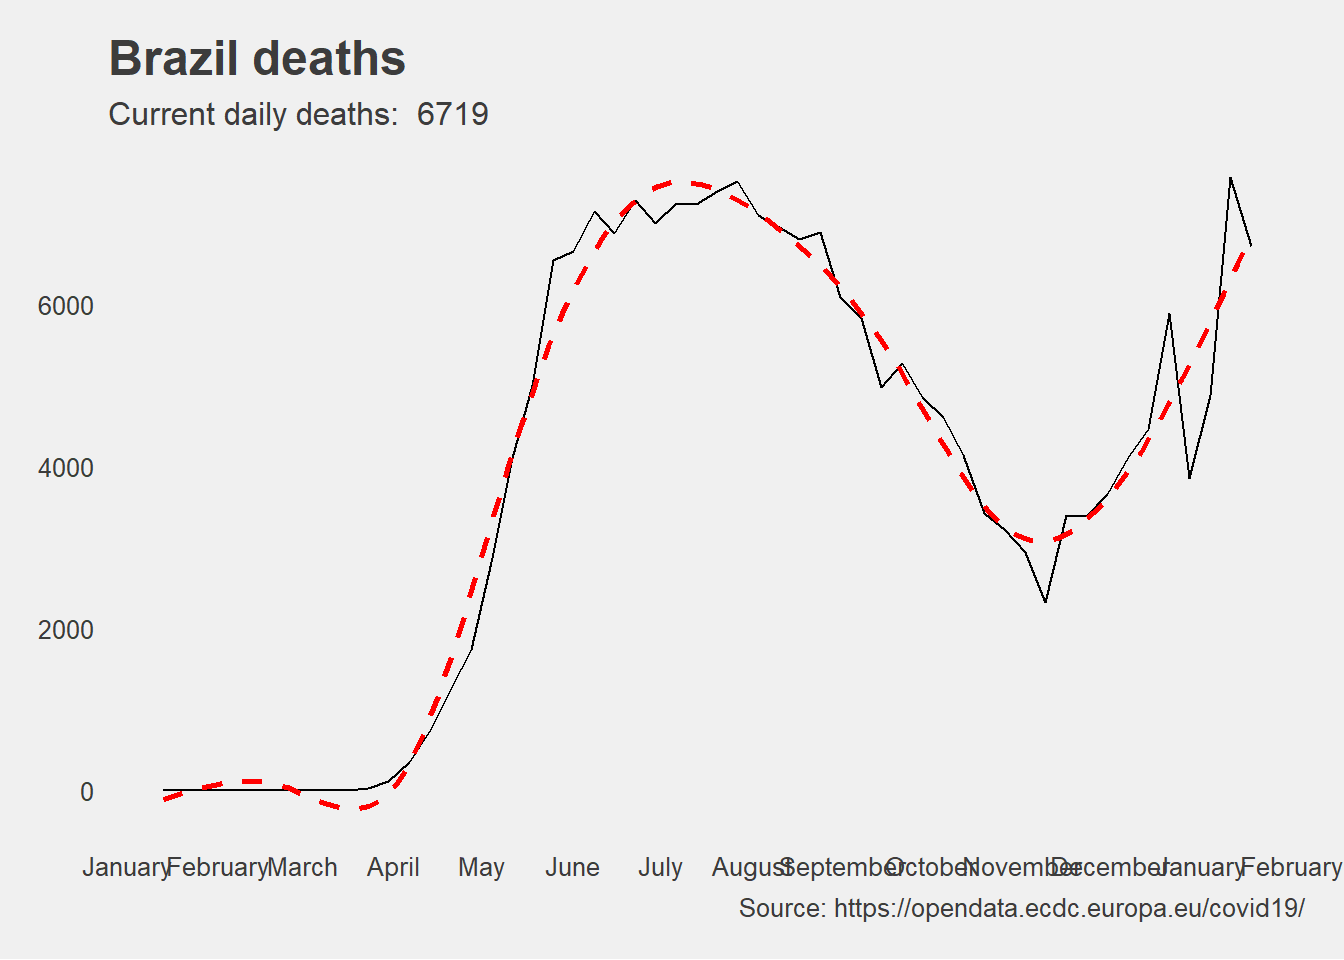 Brazil deaths
Current daily deaths:  6719
6000
4000
2000
0
January February March April May June July August September October November December January February
Source: https://opendata.ecdc.europa.eu/covid19/